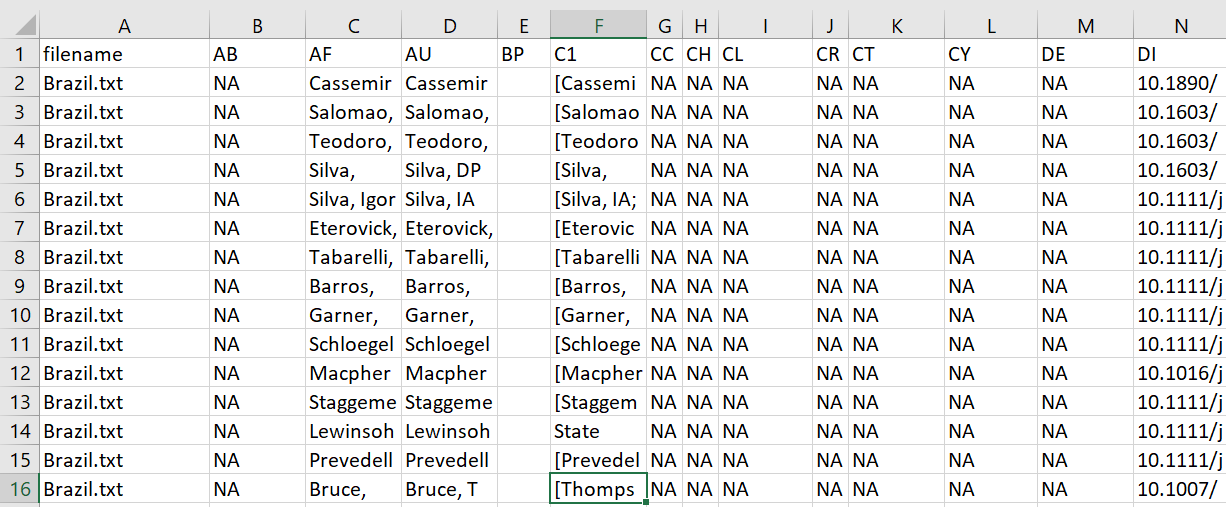 A B C D E F G H I J K L M N
1 filename AB AF AU BP C1 CC CH CL CR CT CY DE DI
2 Brazil.txt NA Cassemir Cassemir [Cassemi NA NA NA NA NA NA NA 10.1890/
3 Brazil.txt NA Salomao, Salomao, [Salomao NA NA NA NA NA NA NA 10.1603/
4 Brazil.txt NA Teodoro, Teodoro, [Teodoro NA NA NA NA NA NA NA 10.1603/
5 Brazil.txt NA Silva, Silva, DP [Silva, NA NA NA NA NA NA NA 10.1603/
6 Brazil.txt NA Silva, Igor Silva, IA [Silva, IA; NA NA NA NA NA NA NA 10.1111/j
7 Brazil.txt NA Eterovick, Eterovick, [Eterovic NA NA NA NA NA NA NA 10.1111/j
8 Brazil.txt NA Tabarelli, Tabarelli, [Tabarelli NA NA NA NA NA NA NA 10.1111/j
9 Brazil.txt NA Barros, Barros, [Barros, NA NA NA NA NA NA NA 10.1111/j
10 Brazil.txt NA Garner, Garner, [Garner, NA NA NA NA NA NA NA 10.1111/j
11 Brazil.txt NA Schloegel Schloegel [Schloege NA NA NA NA NA NA NA 10.1111/j
12 Brazil.txt NA Macpher Macpher [Macpher NA NA NA NA NA NA NA 10.1016/j
13 Brazil.txt NA Staggeme Staggeme [Staggem NA NA NA NA NA NA NA 10.1111/j
14 Brazil.txt NA Lewinsoh Lewinsoh State NA NA NA NA NA NA NA 10.1111/j
15 Brazil.txt NA Prevedell Prevedell [Prevedel NA NA NA NA NA NA NA 10.1111/j
16 Brazil.txt NA Bruce, Bruce, T [Thomps NA NA NA NA NA NA NA 10.1007/